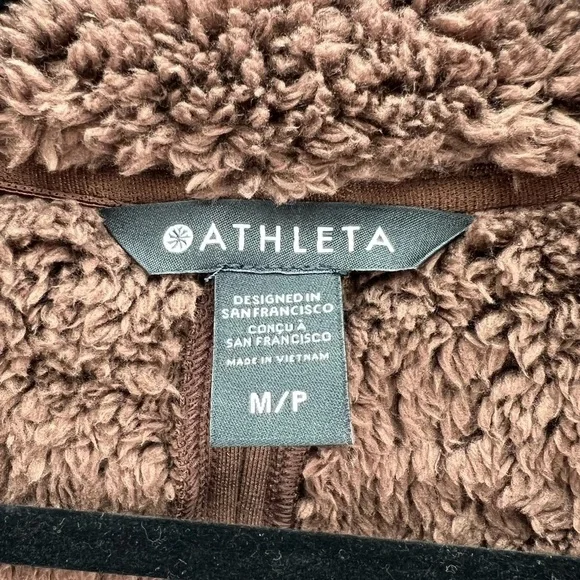 ATHLETA
DESIGNED IN
SAN FRANCISCO
CONÇU À
SAN FRANCISCO
MADE IN VIETNAM
M/P